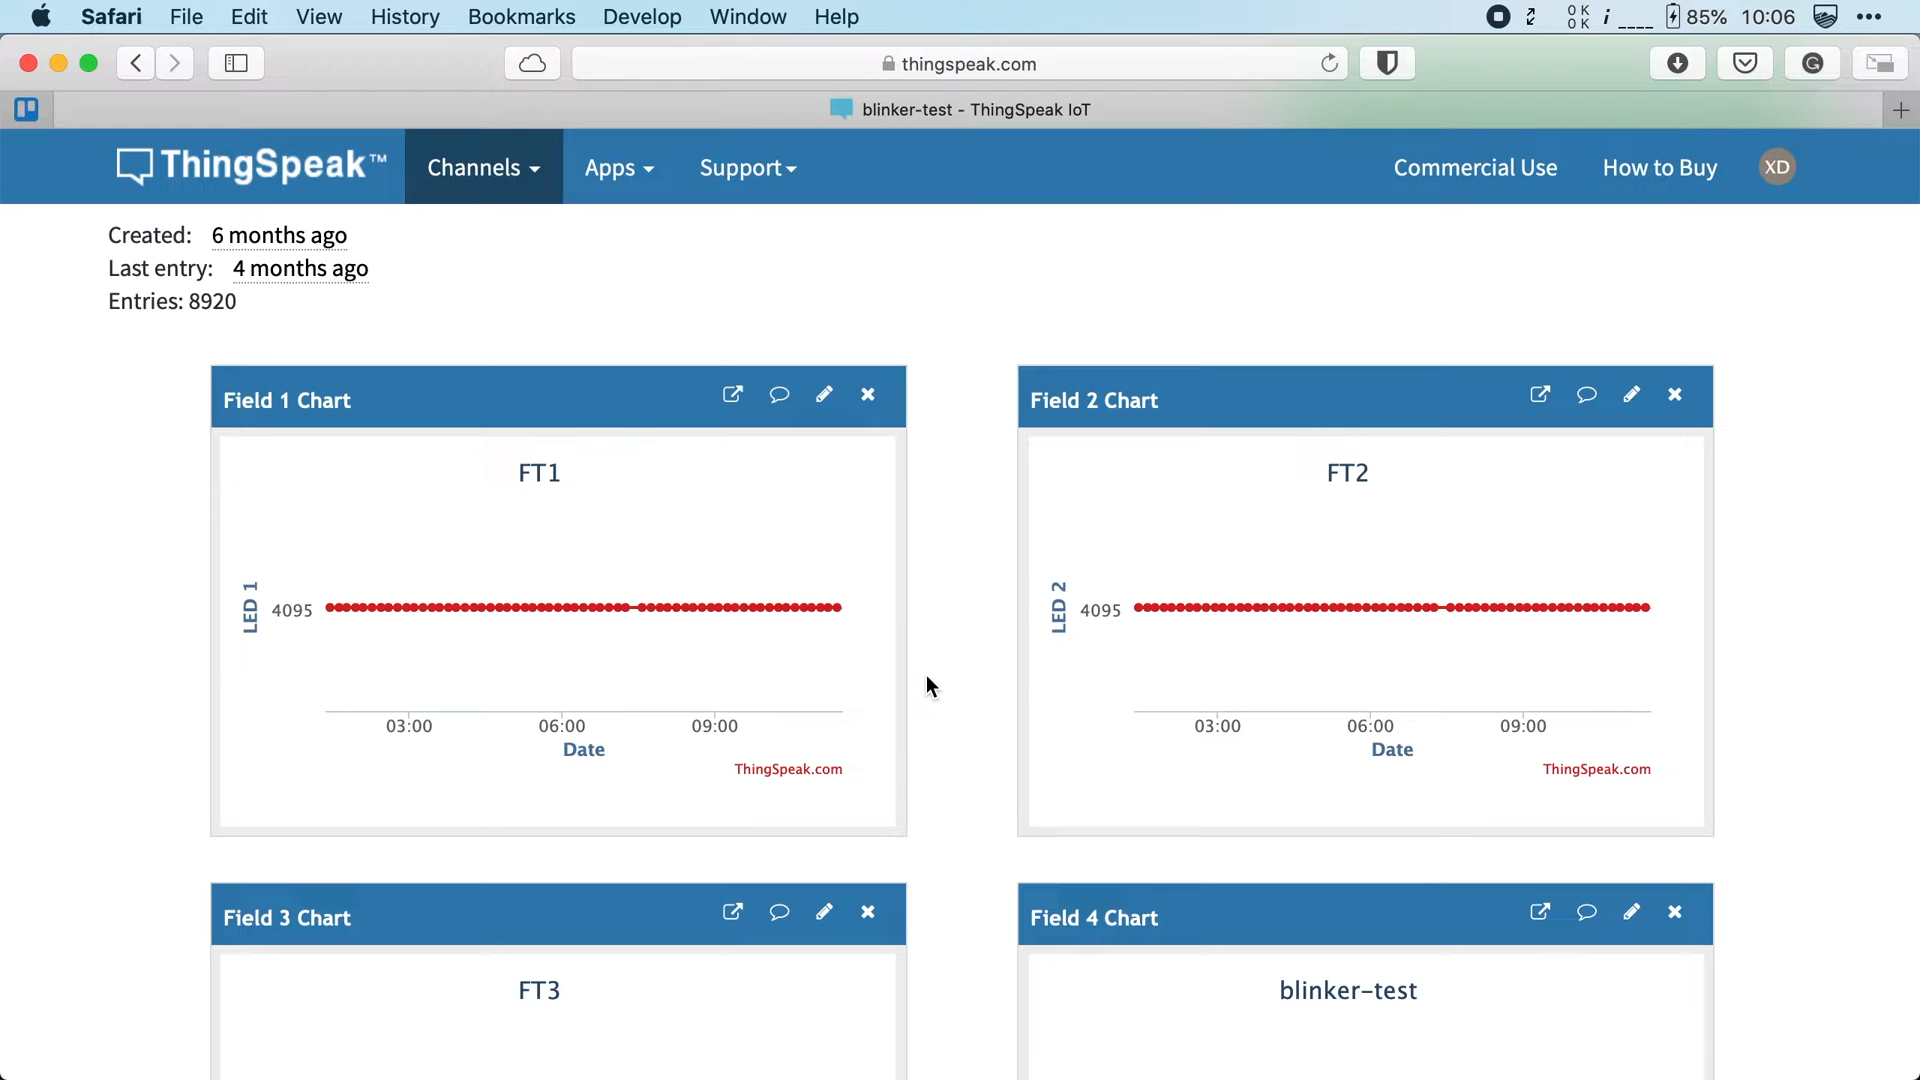 Safari File Edit View History Bookmarks Develop Window Help 0 K 0 K i 85% 10:06
thingspeak.com
blinker-test - ThingSpeak IoT
ThingSpeak™ Channels Apps Support Commercial Use How to Buy XD
Created: 6 months ago
Last entry: 4 months ago
Entries: 8920
Field 1 Chart
FT1
LED 1
4095
03:00 06:00 09:00
Date
ThingSpeak.com
Field 2 Chart
FT2
LED 2
4095
03:00 06:00 09:00
Date
ThingSpeak.com
Field 3 Chart
FT3
Field 4 Chart
blinker-test